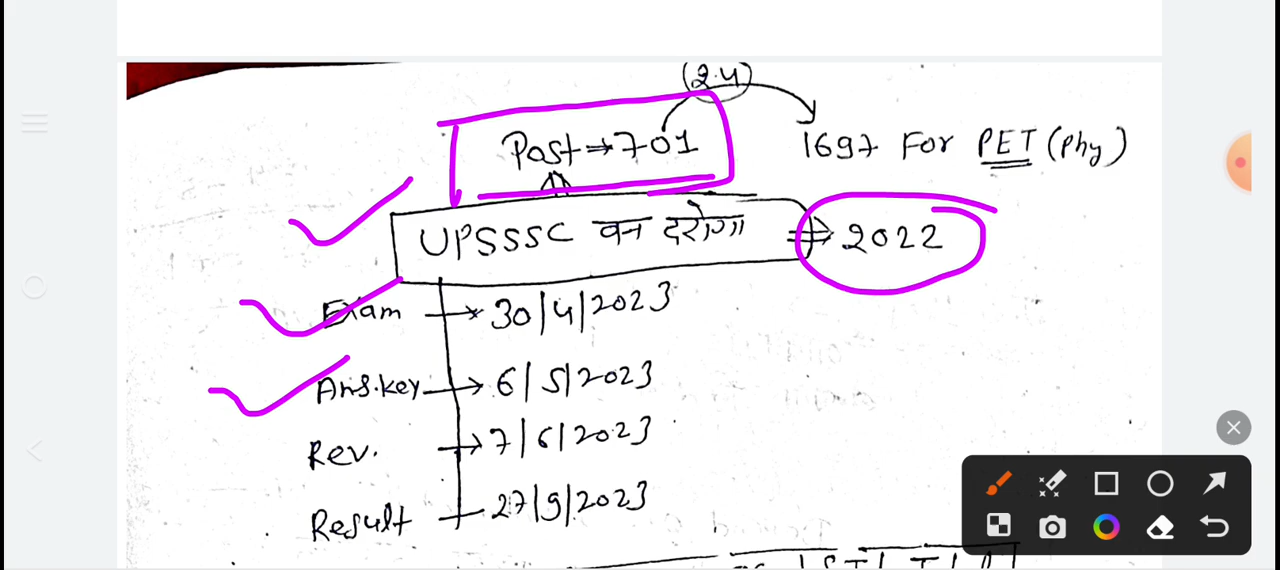 (2.4)
Post⇒701
1697 For PET (Phy)
UPSSSC वन दरोगा ⇒ 2022
Exam → 30/4/2023
Ans.key → 6/5/2023
Rev. → 7/6/2023
Result → 27/9/2023